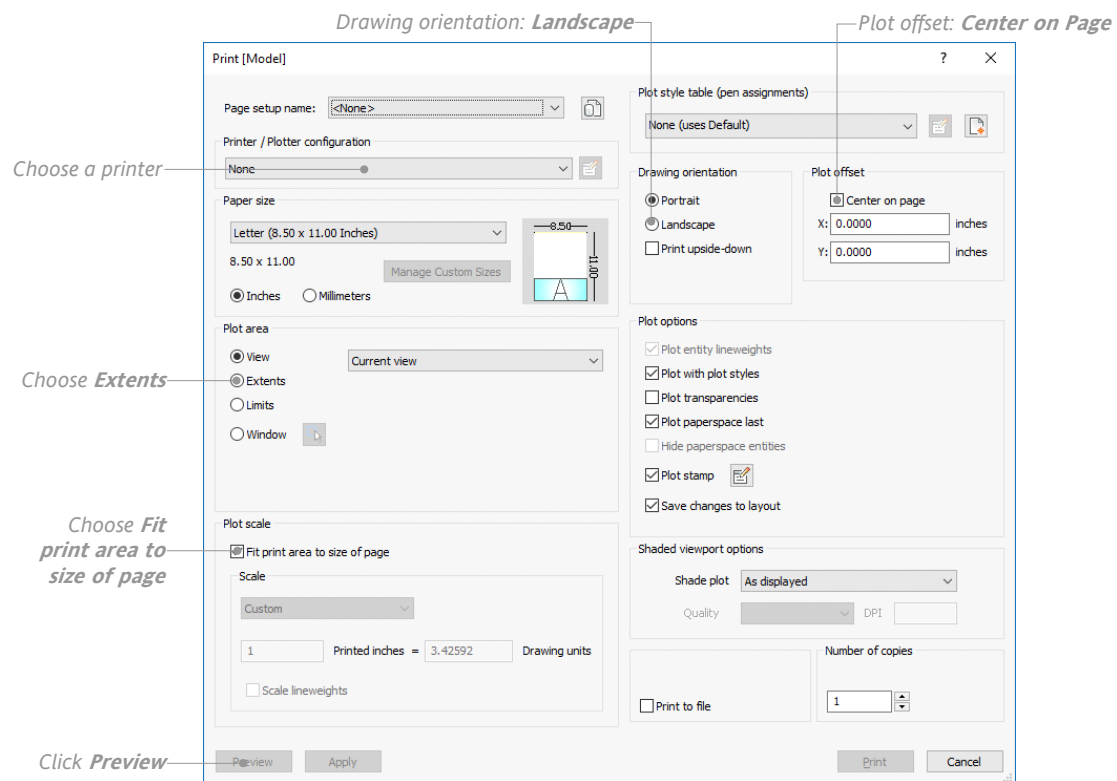 Drawing orientation: Landscape
Plot offset: Center on Page
Print [Model]
?
Page setup name:
<None>
Plot style table (pen assignments)
None (uses Default)
Printer / Plotter configuration
Choose a printer
None
Drawing orientation
Portrait
Landscape
Print upside-down
Plot offset
Center on page
X: 0.0000 inches
Y: 0.0000 inches
Paper size
Letter (8.50 x 11.00 Inches)
8.50 x 11.00
Manage Custom Sizes
Inches
Millimeters
8.50
11.00
A
Plot area
View
Current view
Choose Extents
Extents
Limits
Window
Plot options
Plot entity lineweights
Plot with plot styles
Plot transparencies
Plot paperspace last
Hide paperspace entities
Plot stamp
Save changes to layout
Plot scale
Choose Fit
print area to
size of page
Fit print area to size of page
Scale
Custom
1 Printed inches = 3.42592 Drawing units
Scale lineweights
Shaded viewport options
Shade plot As displayed
Quality
DPI
Print to file
Number of copies
1
Click Preview
Preview
Apply
Print
Cancel